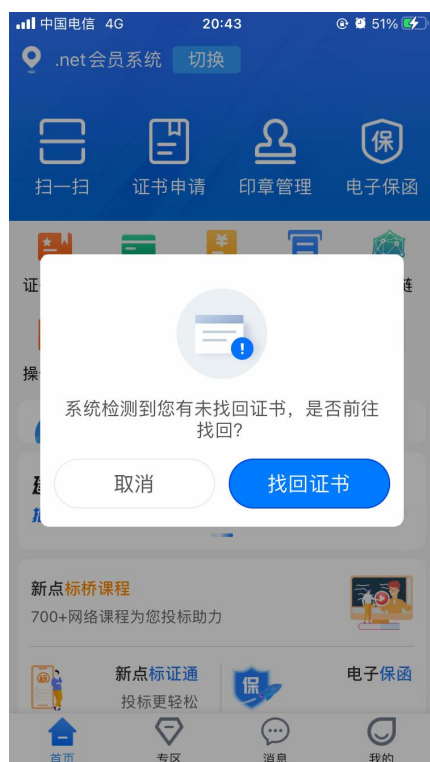 中国电信 4G 20:43 51%
.net会员系统 切换
扫一扫 证书申请 印章管理 电子保函
保
证 链
操
系统检测到您有未找回证书，是否前往
找回?
取消 找回证书
新点标桥课程
700+网络课程为您投标助力
新点标证通 电子保函
投标更轻松 保
首页 专区 消息 我的